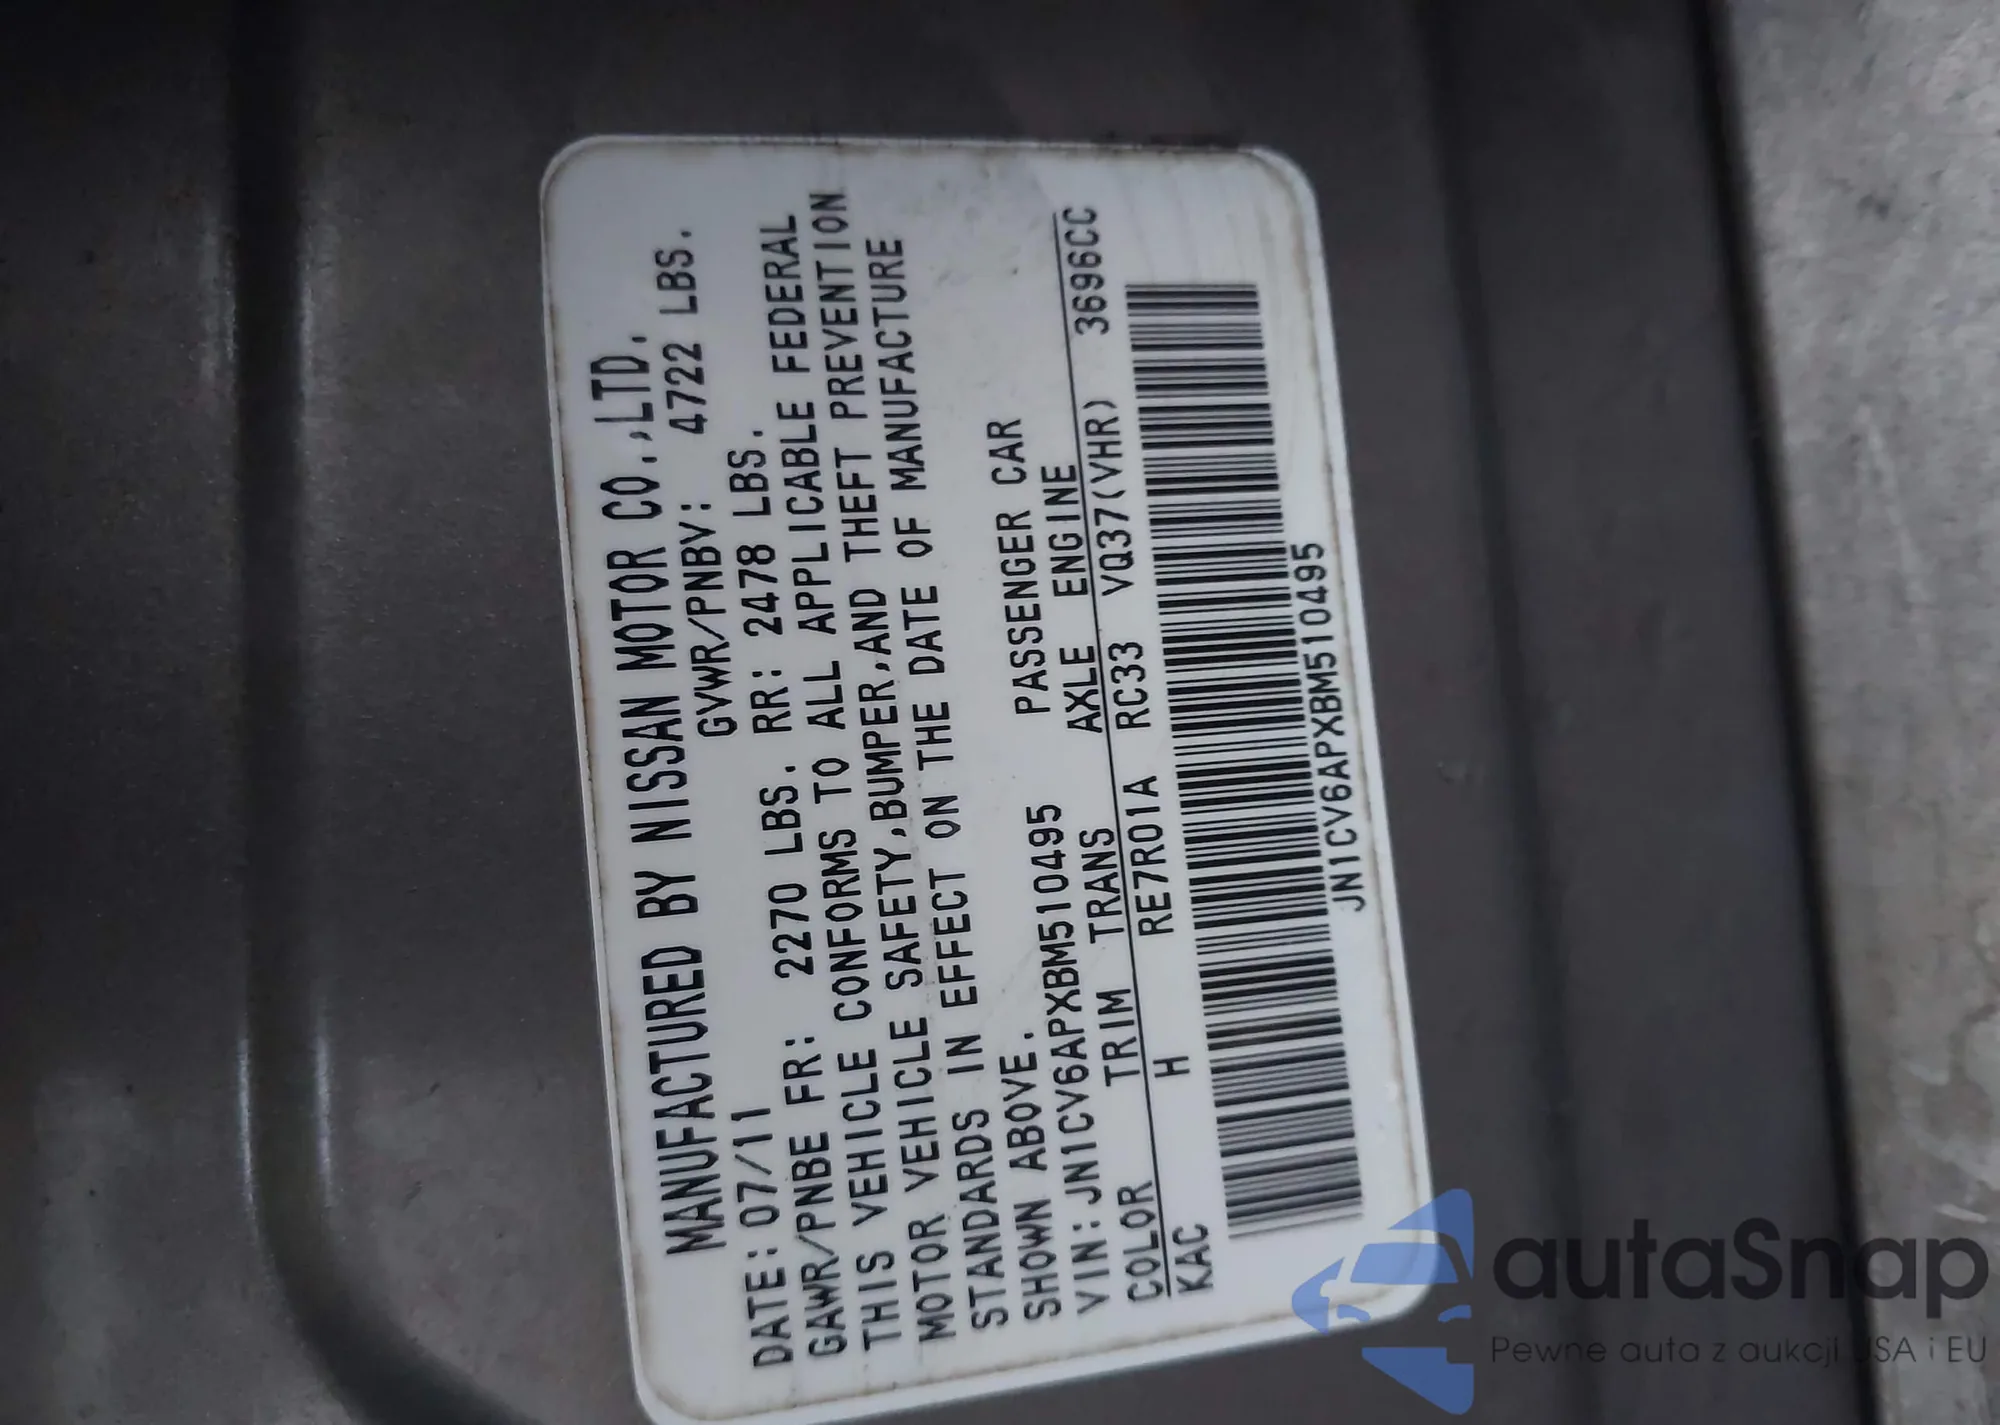 MANUFACTURED BY NISSAN MOTOR CO.,LTD.
DATE: 07/11 GVWR/PNBV: 4722 LBS.
GAWR/PNBE FR: 2270 LBS. RR: 2478 LBS.
THIS VEHICLE CONFORMS TO ALL APPLICABLE FEDERAL
MOTOR VEHICLE SAFETY,BUMPER,AND THEFT PREVENTION
STANDARDS IN EFFECT ON THE DATE OF MANUFACTURE
SHOWN ABOVE.
VIN: JN1CV6APXBM510495 PASSENGER CAR
COLOR TRIM TRANS AXLE ENGINE
KAC H RE7R01A RC33 VQ37(VHR) 3696CC
JN1CV6APXBM510495
autaSnap
Pewne auta z aukcji USA i EU